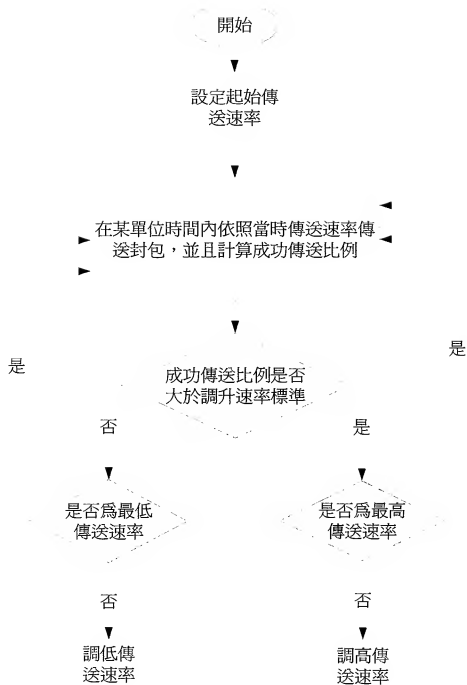 開始
設定起始傳
送速率
在某單位時間內依照當時傳送速率傳
送封包，並且計算成功傳送比例
是
是
成功傳送比例是否
大於調升速率標準
否
是
是否為最低
傳送速率
是否為最高
傳送速率
否
否
調低傳
送速率
調高傳
送速率